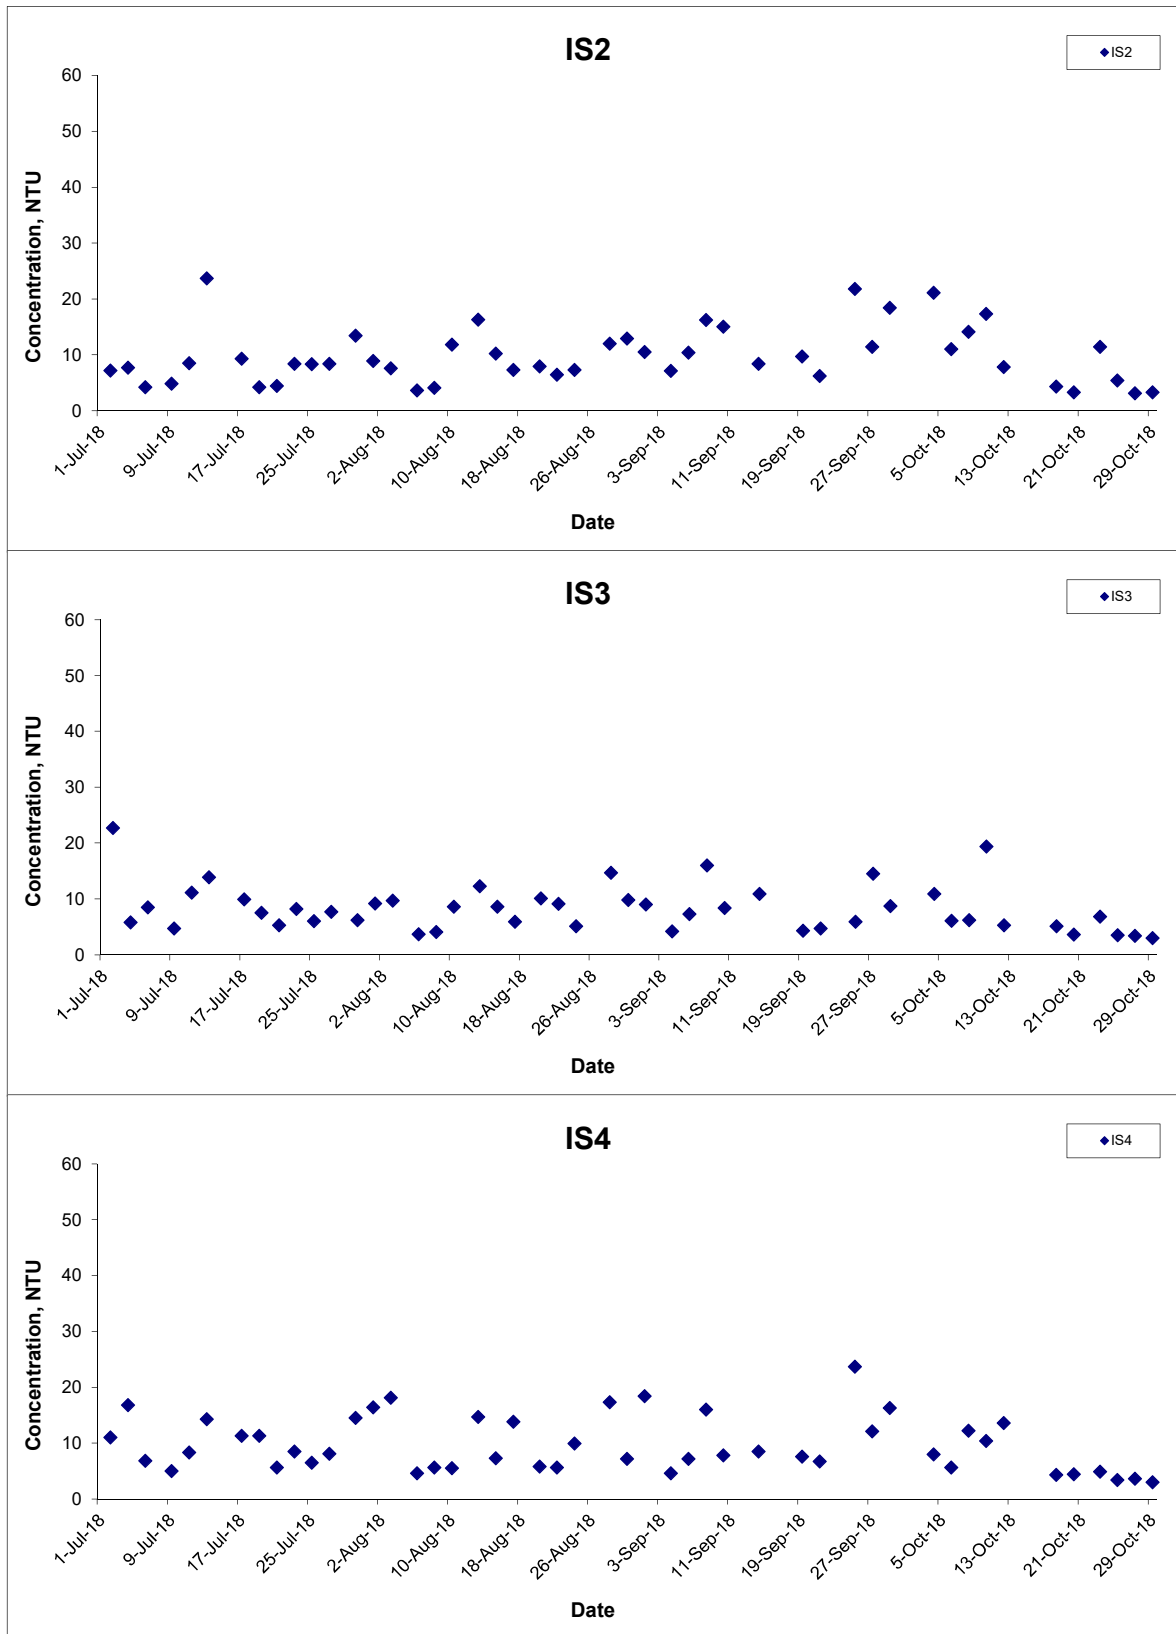 IS2
IS2
60
50
40
30
20
10
0
Concentration, NTU
1-Jul-18
9-Jul-18
17-Jul-18
25-Jul-18
2-Aug-18
10-Aug-18
18-Aug-18
26-Aug-18
3-Sep-18
11-Sep-18
19-Sep-18
27-Sep-18
5-Oct-18
13-Oct-18
21-Oct-18
29-Oct-18
Date
IS3
IS3
60
50
40
30
20
10
0
Concentration, NTU
1-Jul-18
9-Jul-18
17-Jul-18
25-Jul-18
2-Aug-18
10-Aug-18
18-Aug-18
26-Aug-18
3-Sep-18
11-Sep-18
19-Sep-18
27-Sep-18
5-Oct-18
13-Oct-18
21-Oct-18
29-Oct-18
Date
IS4
IS4
60
50
40
30
20
10
0
Concentration, NTU
1-Jul-18
9-Jul-18
17-Jul-18
25-Jul-18
2-Aug-18
10-Aug-18
18-Aug-18
26-Aug-18
3-Sep-18
11-Sep-18
19-Sep-18
27-Sep-18
5-Oct-18
13-Oct-18
21-Oct-18
29-Oct-18
Date